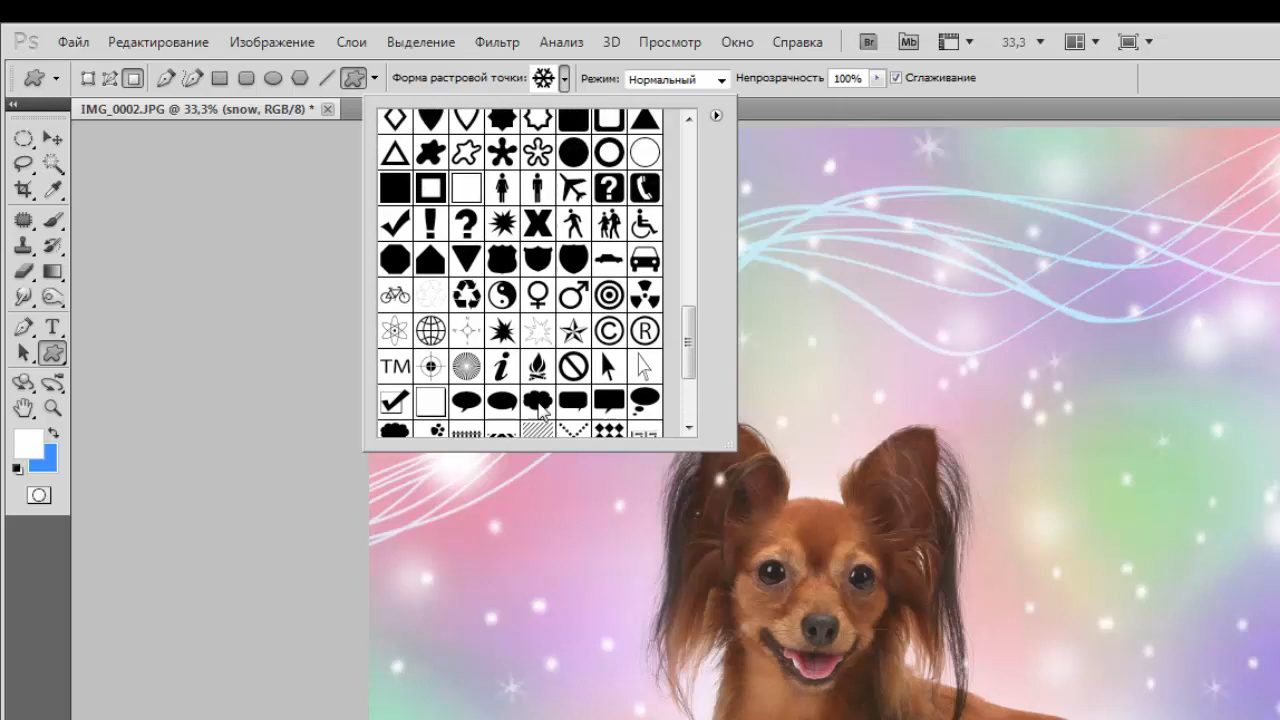 Ps Файл Редактирование Изображение Слои Выделение Фильтр Анализ 3D Просмотр Окно Справка Br Mb 33,3
Форма растровой точки: Режим: Нормальный Непрозрачность: 100% Сглаживание
IMG_0002.JPG @ 33,3% (snow, RGB/8) *
TM
T